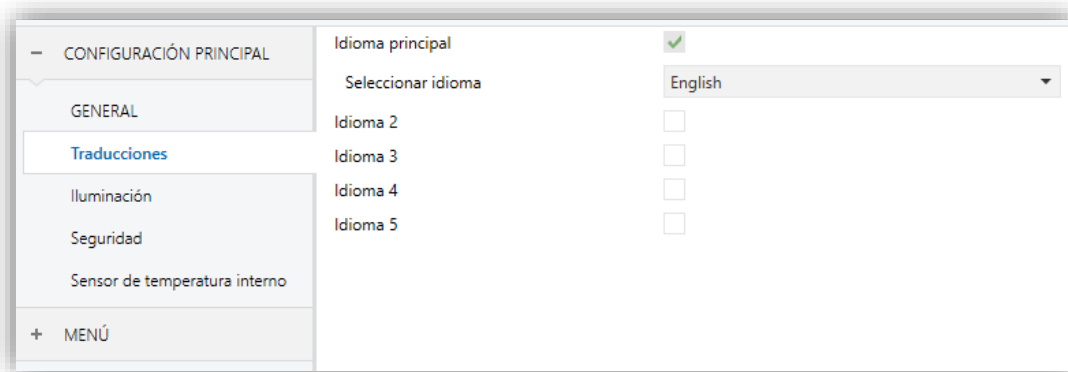 − CONFIGURACIÓN PRINCIPAL
GENERAL
Traducciones
Iluminación
Seguridad
Sensor de temperatura interno
+ MENÚ
Idioma principal
Seleccionar idioma English
Idioma 2
Idioma 3
Idioma 4
Idioma 5